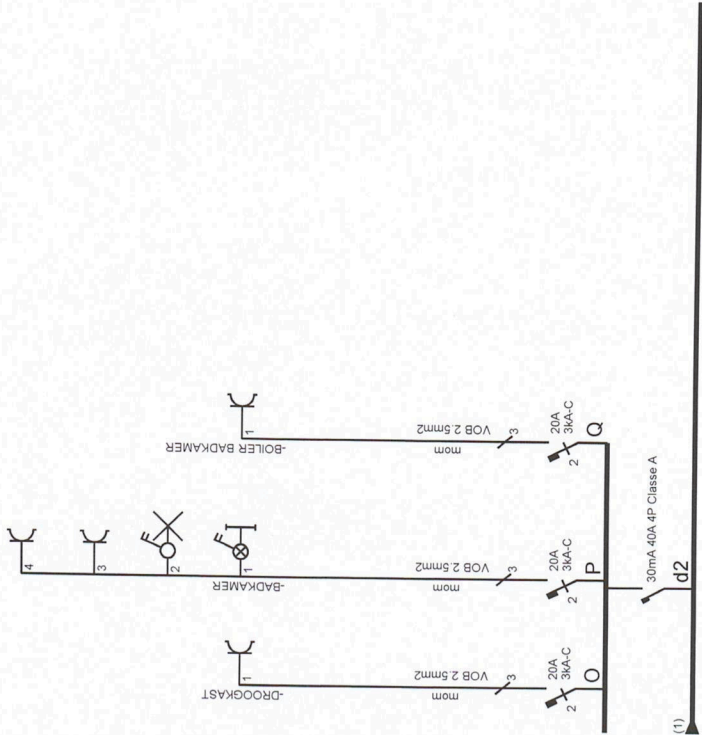 4
3
2
1
-BADKAMER
mom
VOB 2.5mm2
3
20A
3kA-C
2
P
1
-BOILER BADKAMER
mom
VOB 2.5mm2
3
20A
3kA-C
2
Q
1
-DROOGKAST
mom
VOB 2.5mm2
3
20A
3kA-C
2
O
30mA 40A 4P Classe A
d2
(1)